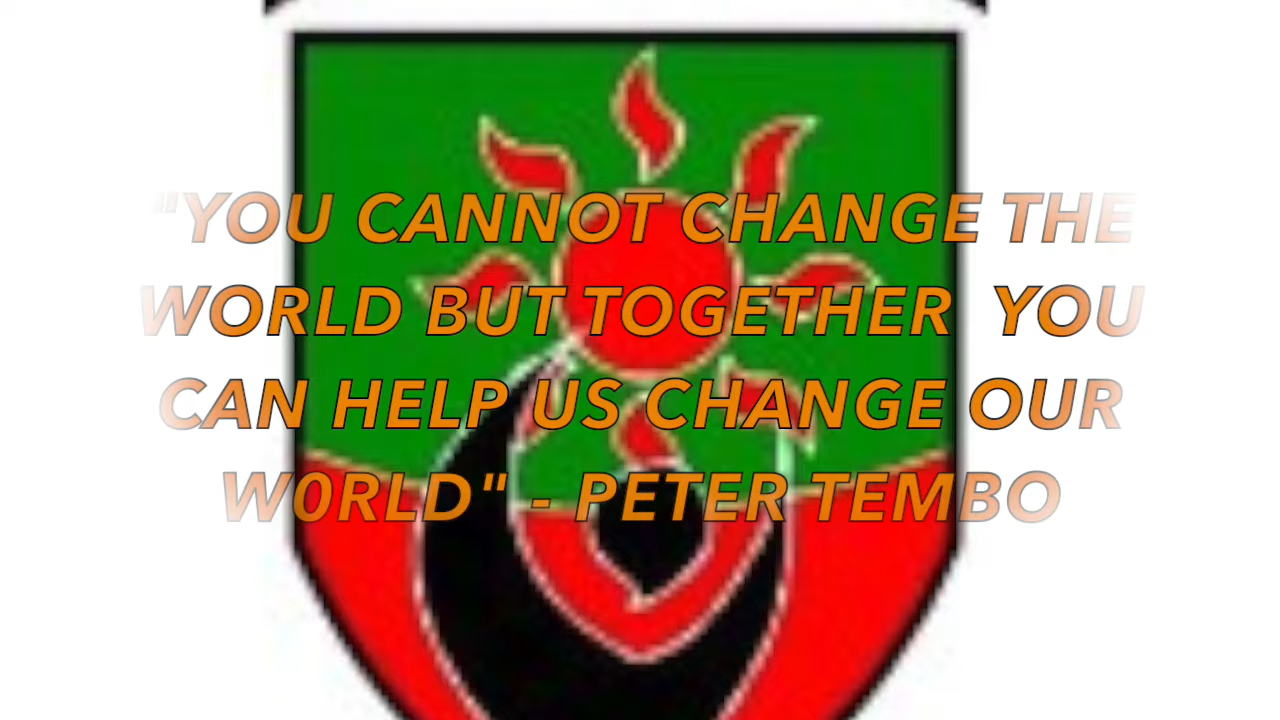 "YOU CANNOT CHANGE THE
WORLD BUT TOGETHER YOU
CAN HELP US CHANGE OUR
W0RLD" - PETER TEMBO